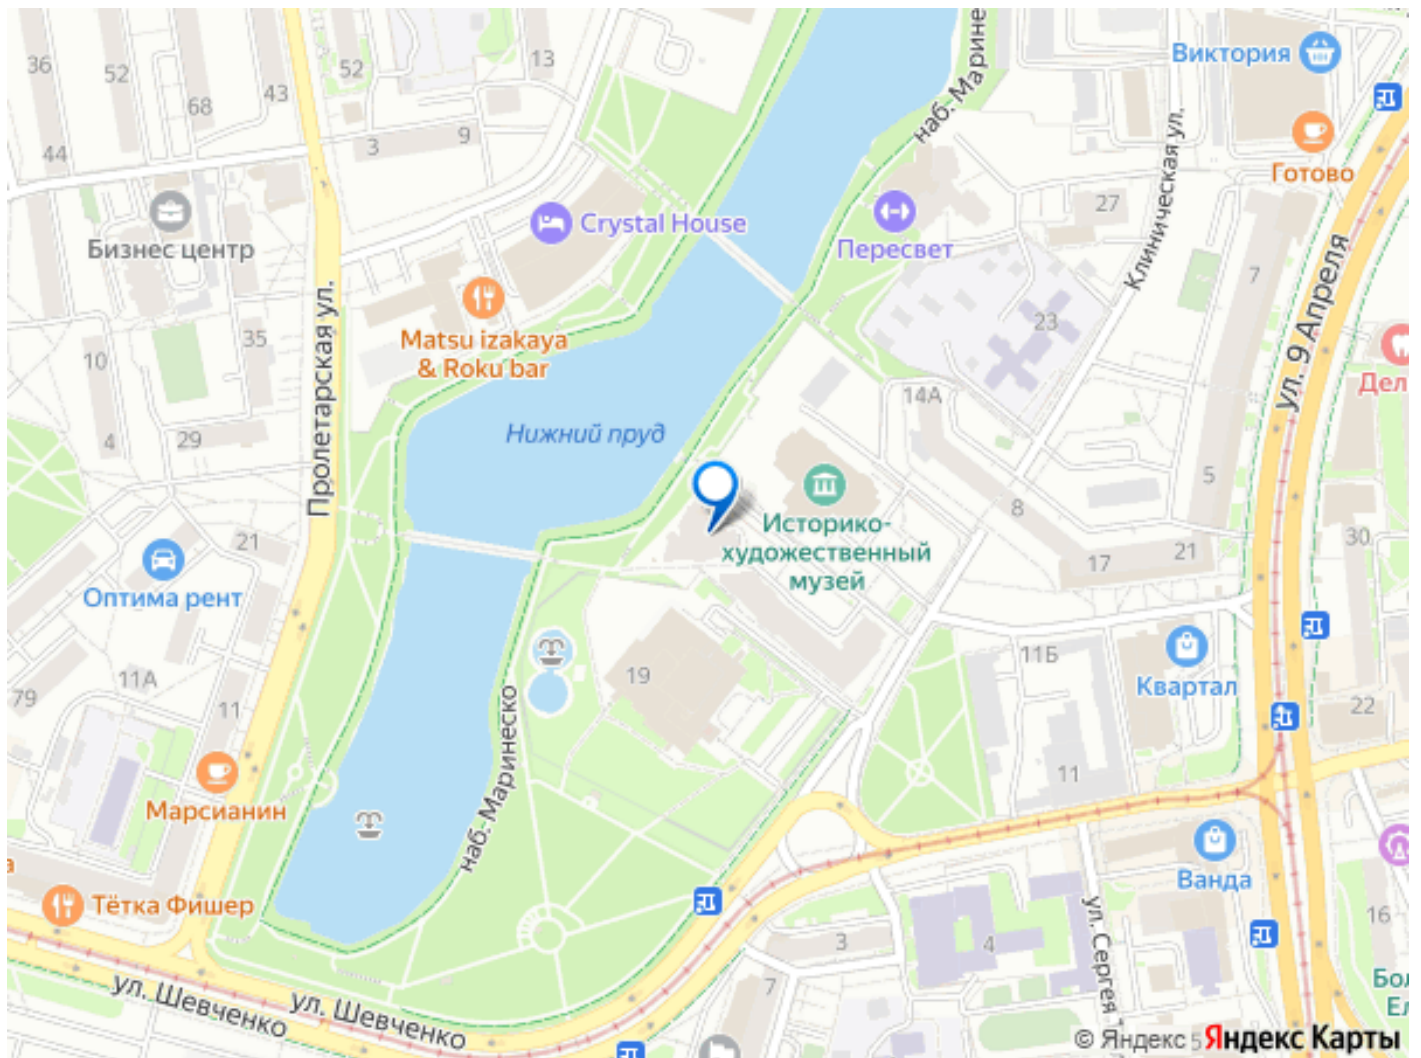 36
52
52
13
наб. Марине
Виктория
68
43
44
3
9
Готово
Бизнес центр
Crystal House
Пересвет
27
Клиническая ул.
7
ул. 9 Апреля
Пролетарская ул.
Matsu izakaya
& Roku bar
35
10
23
Дел
14А
4
29
Нижний пруд
5
8
Историко-
художественный
музей
21
17
21
30
Оптима рент
11А
79
11
19
11Б
Квартал
22
наб. Маринеско
11
Марсианин
Ванда
а
Тётка Фишер
3
4
ул. Сергея Т
16
7
Бол
Ел
ул. Шевченко
ул. Шевченко
© Яндекс
5
Яндекс Карты